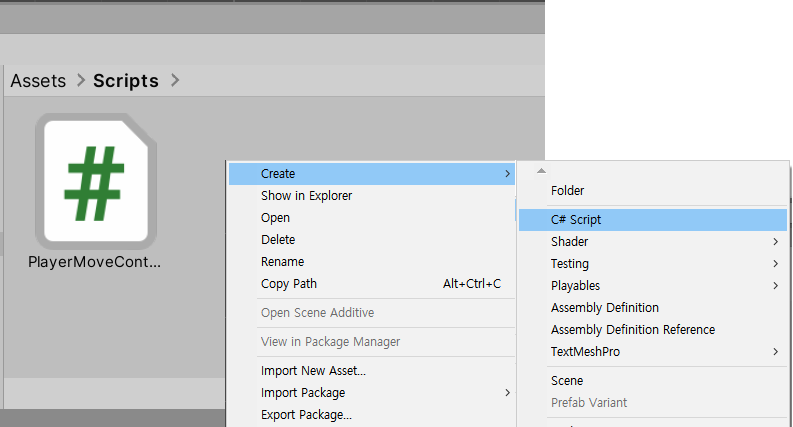 Assets > Scripts >
#
PlayerMoveCont...
Create
Show in Explorer
Open
Delete
Rename
Copy Path Alt+Ctrl+C
Open Scene Additive
View in Package Manager
Import New Asset...
Import Package
Export Package...
Folder
C# Script
Shader
Testing
Playables
Assembly Definition
Assembly Definition Reference
TextMeshPro
Scene
Prefab Variant